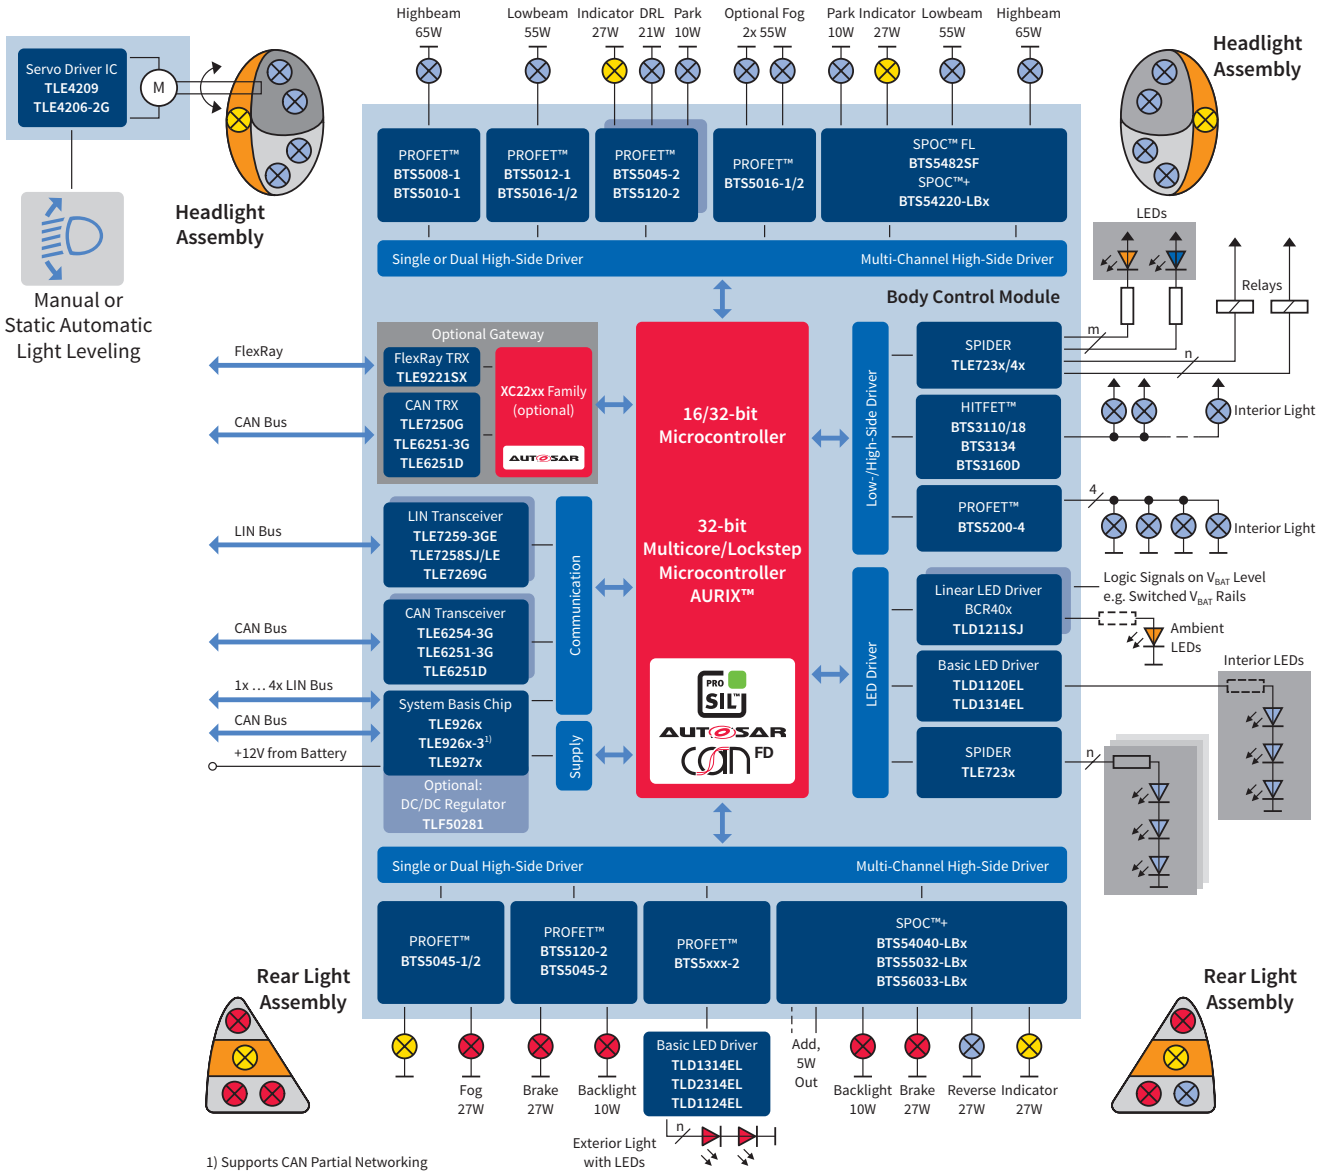 Highbeam
65W
Lowbeam
55W
Indicator
27W
DRL
21W
Park
10W
Optional Fog
2x 55W
Park
10W
Indicator
27W
Lowbeam
55W
Highbeam
65W
Servo Driver IC
TLE4209
TLE4206-2G
M
Headlight
Assembly
Headlight
Assembly
Manual or
Static Automatic
Light Leveling
PROFET™
BTS5008-1
BTS5010-1
PROFET™
BTS5012-1
BTS5016-1/2
PROFET™
BTS5045-2
BTS5120-2
PROFET™
BTS5016-1/2
SPOC™ FL
BTS5482SF
SPOC™+
BTS54220-LBx
Single or Dual High-Side Driver
Multi-Channel High-Side Driver
Body Control Module
LEDs
Relays
m
n
FlexRay
CAN Bus
LIN Bus
CAN Bus
1x ... 4x LIN Bus
CAN Bus
+12V from Battery
Optional Gateway
FlexRay TRX
TLE9221SX
CAN TRX
TLE7250G
TLE6251-3G
TLE6251D
XC22xx Family
(optional)
AUTOSAR
LIN Transceiver
TLE7259-3GE
TLE7258SJ/LE
TLE7269G
CAN Transceiver
TLE6254-3G
TLE6251-3G
TLE6251D
System Basis Chip
TLE926x
TLE926x-3¹⁾
TLE927x
Optional:
DC/DC Regulator
TLF50281
Communication
Supply
16/32-bit
Microcontroller
32-bit
Multicore/Lockstep
Microcontroller
AURIX™
PRO
SIL™
AUTOSAR
CAN FD
Low-/High-Side Driver
LED Driver
SPIDER
TLE723x/4x
HITFET™
BTS3110/18
BTS3134
BTS3160D
PROFET™
BTS5200-4
Interior Light
4
Interior Light
Linear LED Driver
BCR40x
TLD1211SJ
Basic LED Driver
TLD1120EL
TLD1314EL
SPIDER
TLE723x
Logic Signals on VBAT Level
e.g. Switched VBAT Rails
Ambient
LEDs
Interior LEDs
n
Single or Dual High-Side Driver
Multi-Channel High-Side Driver
PROFET™
BTS5045-1/2
PROFET™
BTS5120-2
BTS5045-2
PROFET™
BTS5xxx-2
SPOC™+
BTS54040-LBx
BTS55032-LBx
BTS56033-LBx
Rear Light
Assembly
Rear Light
Assembly
Fog
27W
Brake
27W
Backlight
10W
Basic LED Driver
TLD1314EL
TLD2314EL
TLD1124EL
n
Exterior Light
with LEDs
Add,
5W
Out
Backlight
10W
Brake
27W
Reverse
27W
Indicator
27W
1) Supports CAN Partial Networking